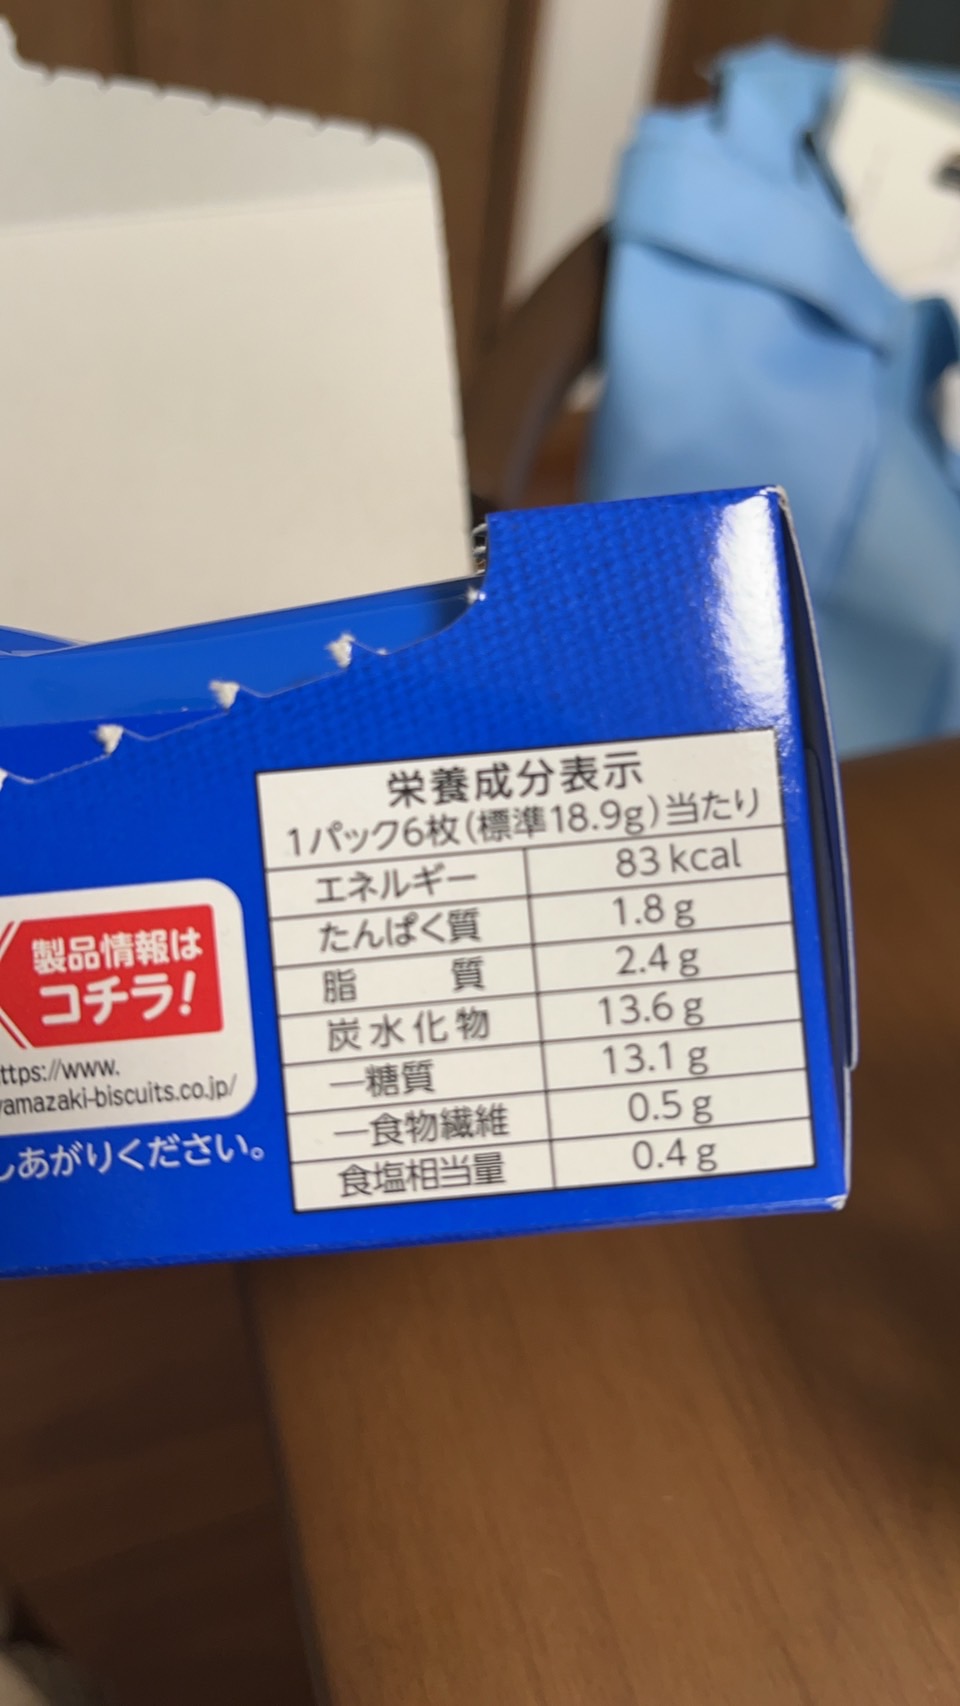 栄養成分表示
1パック6枚(標準18.9g)当たり
エネルギー 83 kcal
たんぱく質 1.8 g
脂質 2.4 g
炭水化物 13.6 g
―糖質 13.1 g
―食物繊維 0.5 g
食塩相当量 0.4 g
製品情報は
コチラ!
ttps://www.
yamazaki-biscuits.co.jp/
しあがりください。